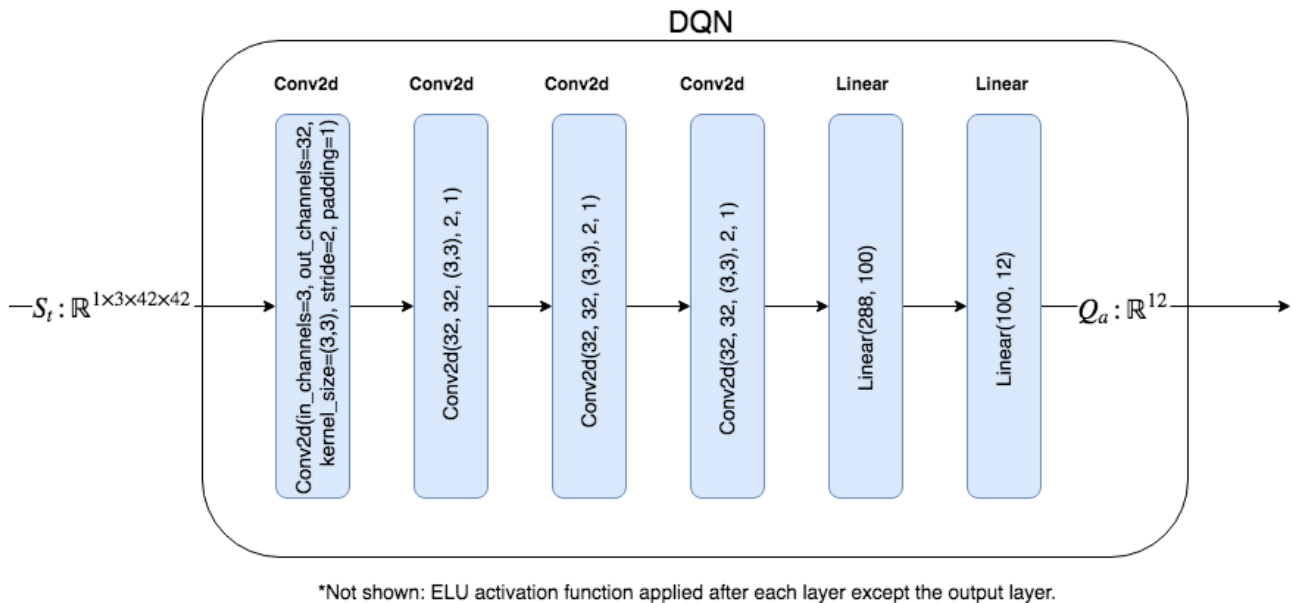 DQN
Conv2d
Conv2d
Conv2d
Conv2d
Linear
Linear
S_t : ℝ^{1×3×42×42}
Conv2d(in_channels=3, out_channels=32,
kernel_size=(3,3), stride=2, padding=1)
Conv2d(32, 32, (3,3), 2, 1)
Conv2d(32, 32, (3,3), 2, 1)
Conv2d(32, 32, (3,3), 2, 1)
Linear(288, 100)
Linear(100, 12)
Q_a : ℝ^{12}
*Not shown: ELU activation function applied after each layer except the output layer.